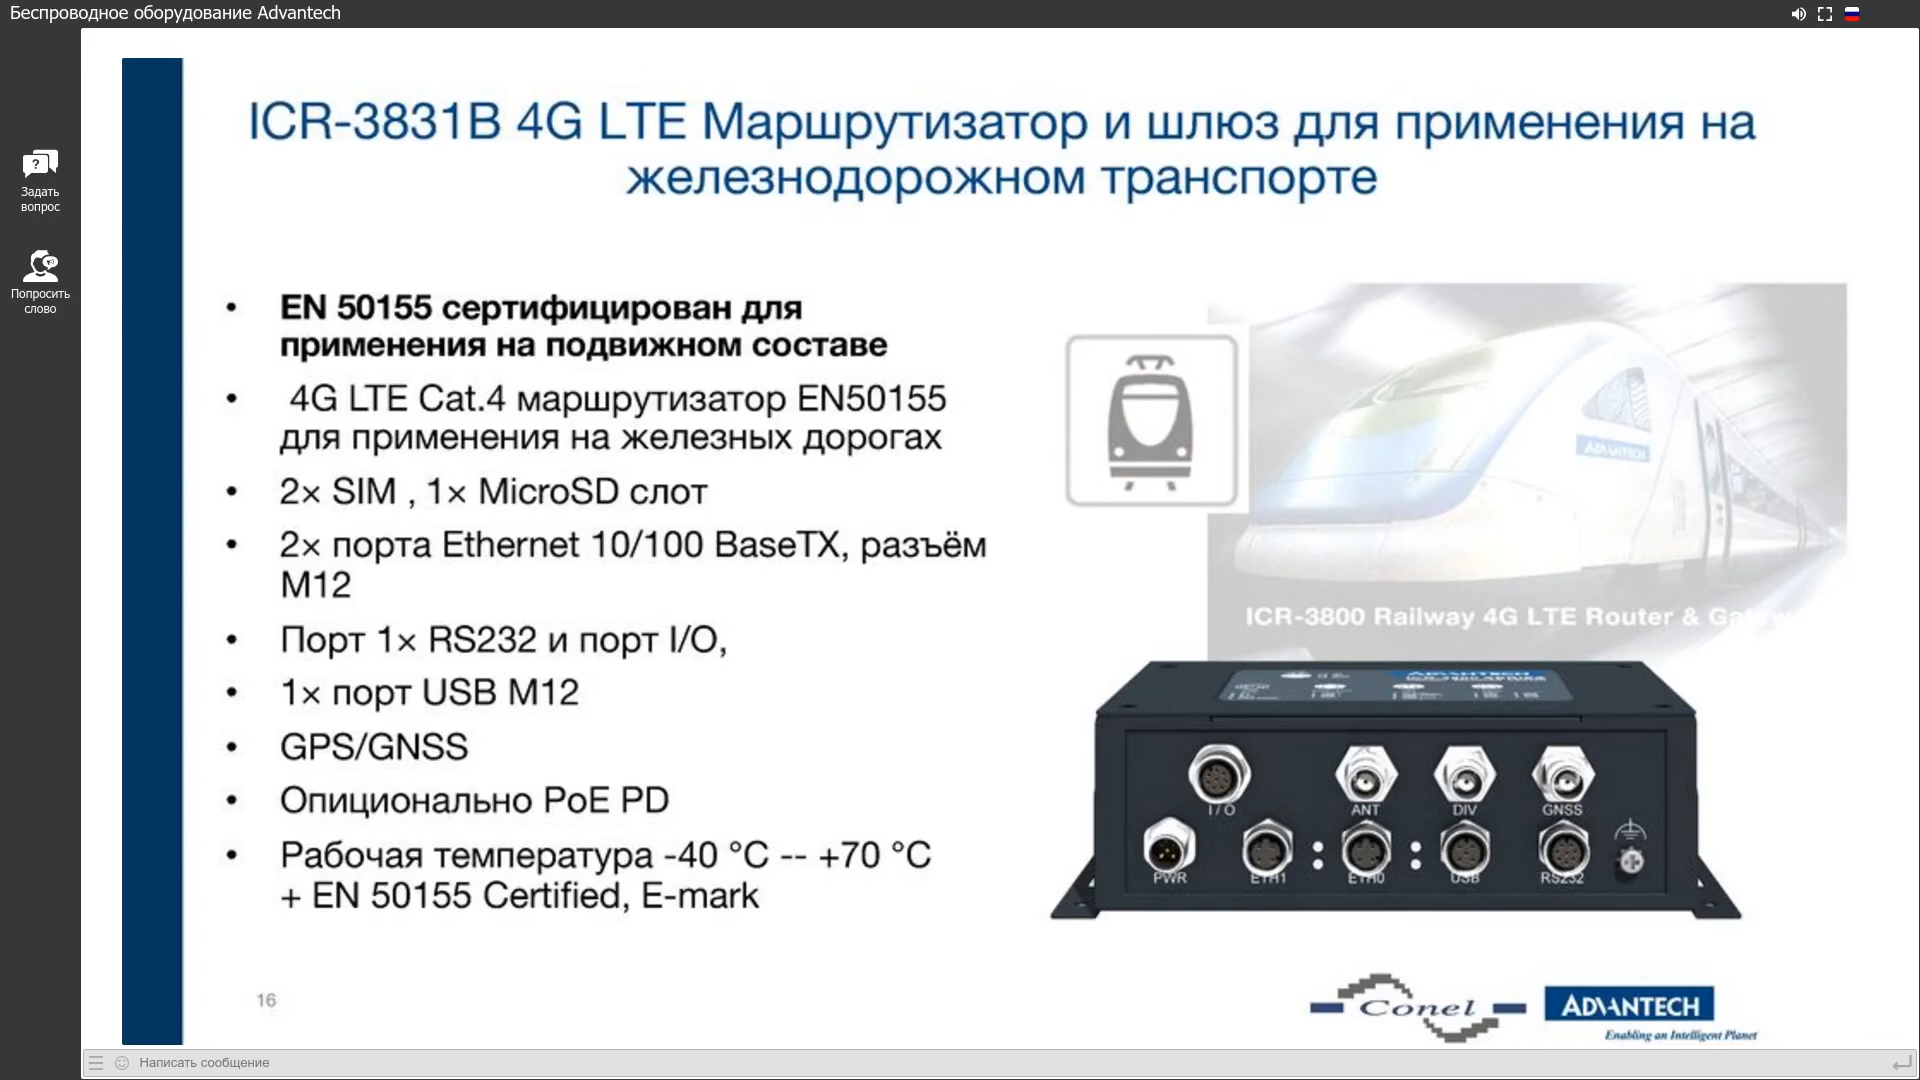 Беспроводное оборудование Advantech
Задать
вопрос
Попросить
слово
ICR-3831B 4G LTE Маршрутизатор и шлюз для применения на
железнодорожном транспорте
• EN 50155 сертифицирован для
применения на подвижном составе
• 4G LTE Cat.4 маршрутизатор EN50155
для применения на железных дорогах
• 2× SIM , 1× MicroSD слот
• 2× порта Ethernet 10/100 BaseTX, разъём
M12
• Порт 1× RS232 и порт I/O,
• 1× порт USB M12
• GPS/GNSS
• Опиционально PoE PD
• Рабочая температура -40 °C -- +70 °C
+ EN 50155 Certified, E-mark
ADVANTECH
ICR-3800 Railway 4G LTE Router &
ADVANTECH
I/O ANT DIV GNSS
PWR ETH1 ETH0 USB RS232
16
Conel
ADVANTECH
Enabling an Intelligent Planet
Написать сообщение